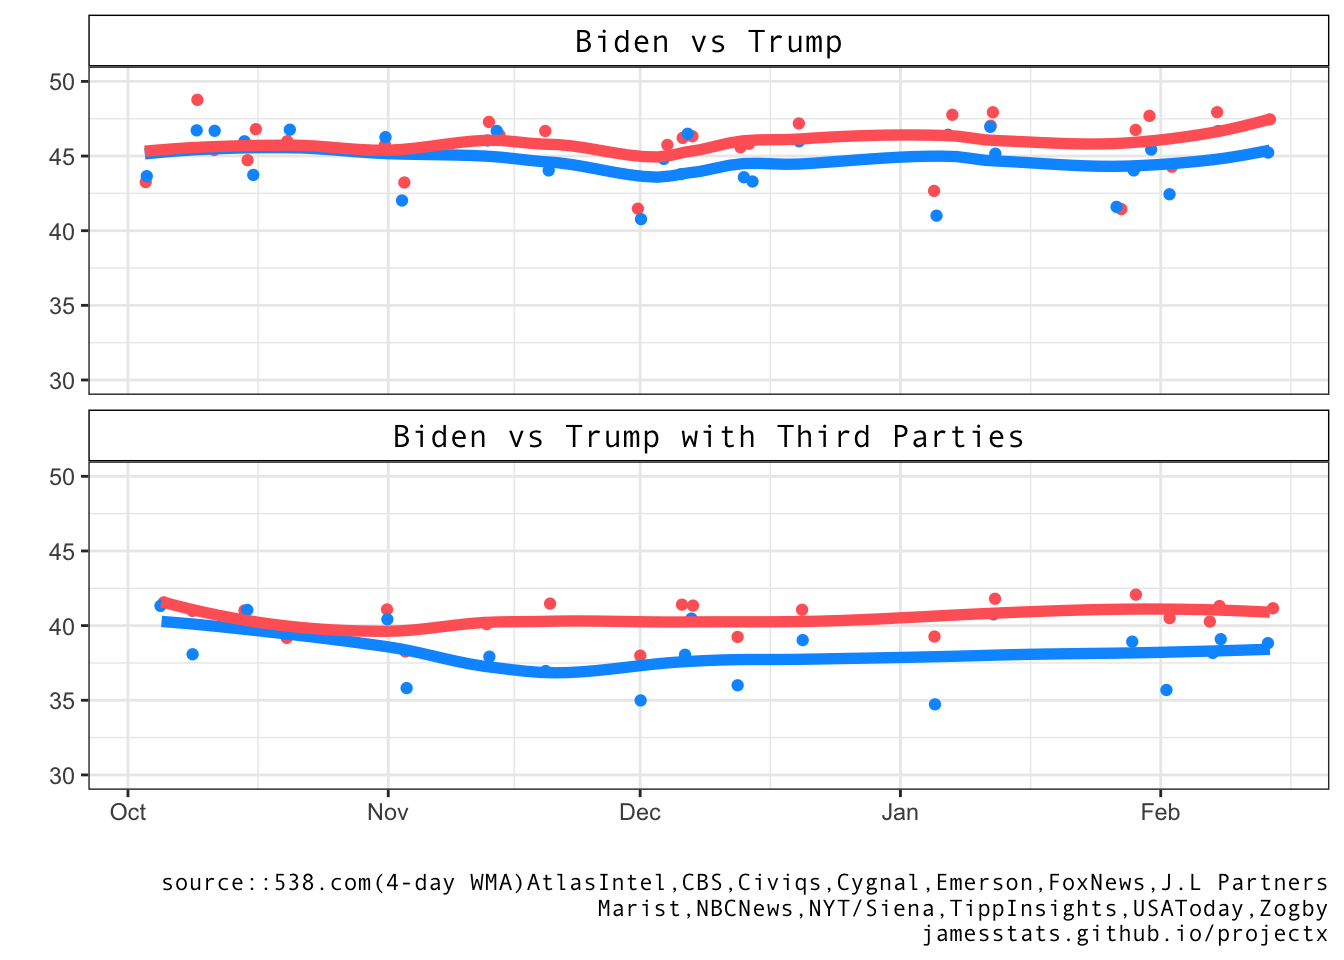 Biden vs Trump
50
45
40
35
30
Biden vs Trump with Third Parties
50
45
40
35
30
Oct Nov Dec Jan Feb
source::538.com(4-day WMA)AtlasIntel,CBS,Civiqs,Cygnal,Emerson,FoxNews,J.L Partners
Marist,NBCNews,NYT/Siena,TippInsights,USAToday,Zogby
jamesstats.github.io/projectx